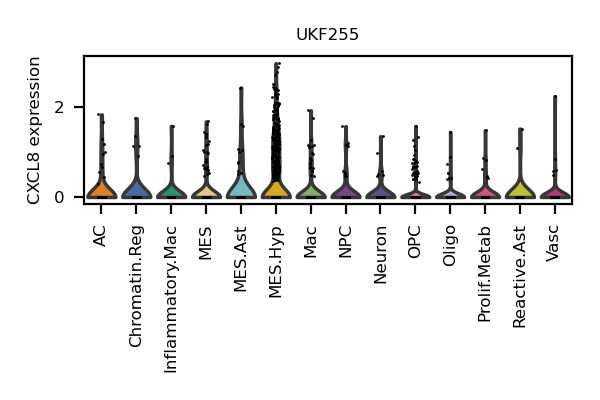 UKF255
CXCL8 expression
2
0
AC
Chromatin.Reg
Inflammatory.Mac
MES
MES.Ast
MES.Hyp
Mac
NPC
Neuron
OPC
Oligo
Prolif.Metab
Reactive.Ast
Vasc